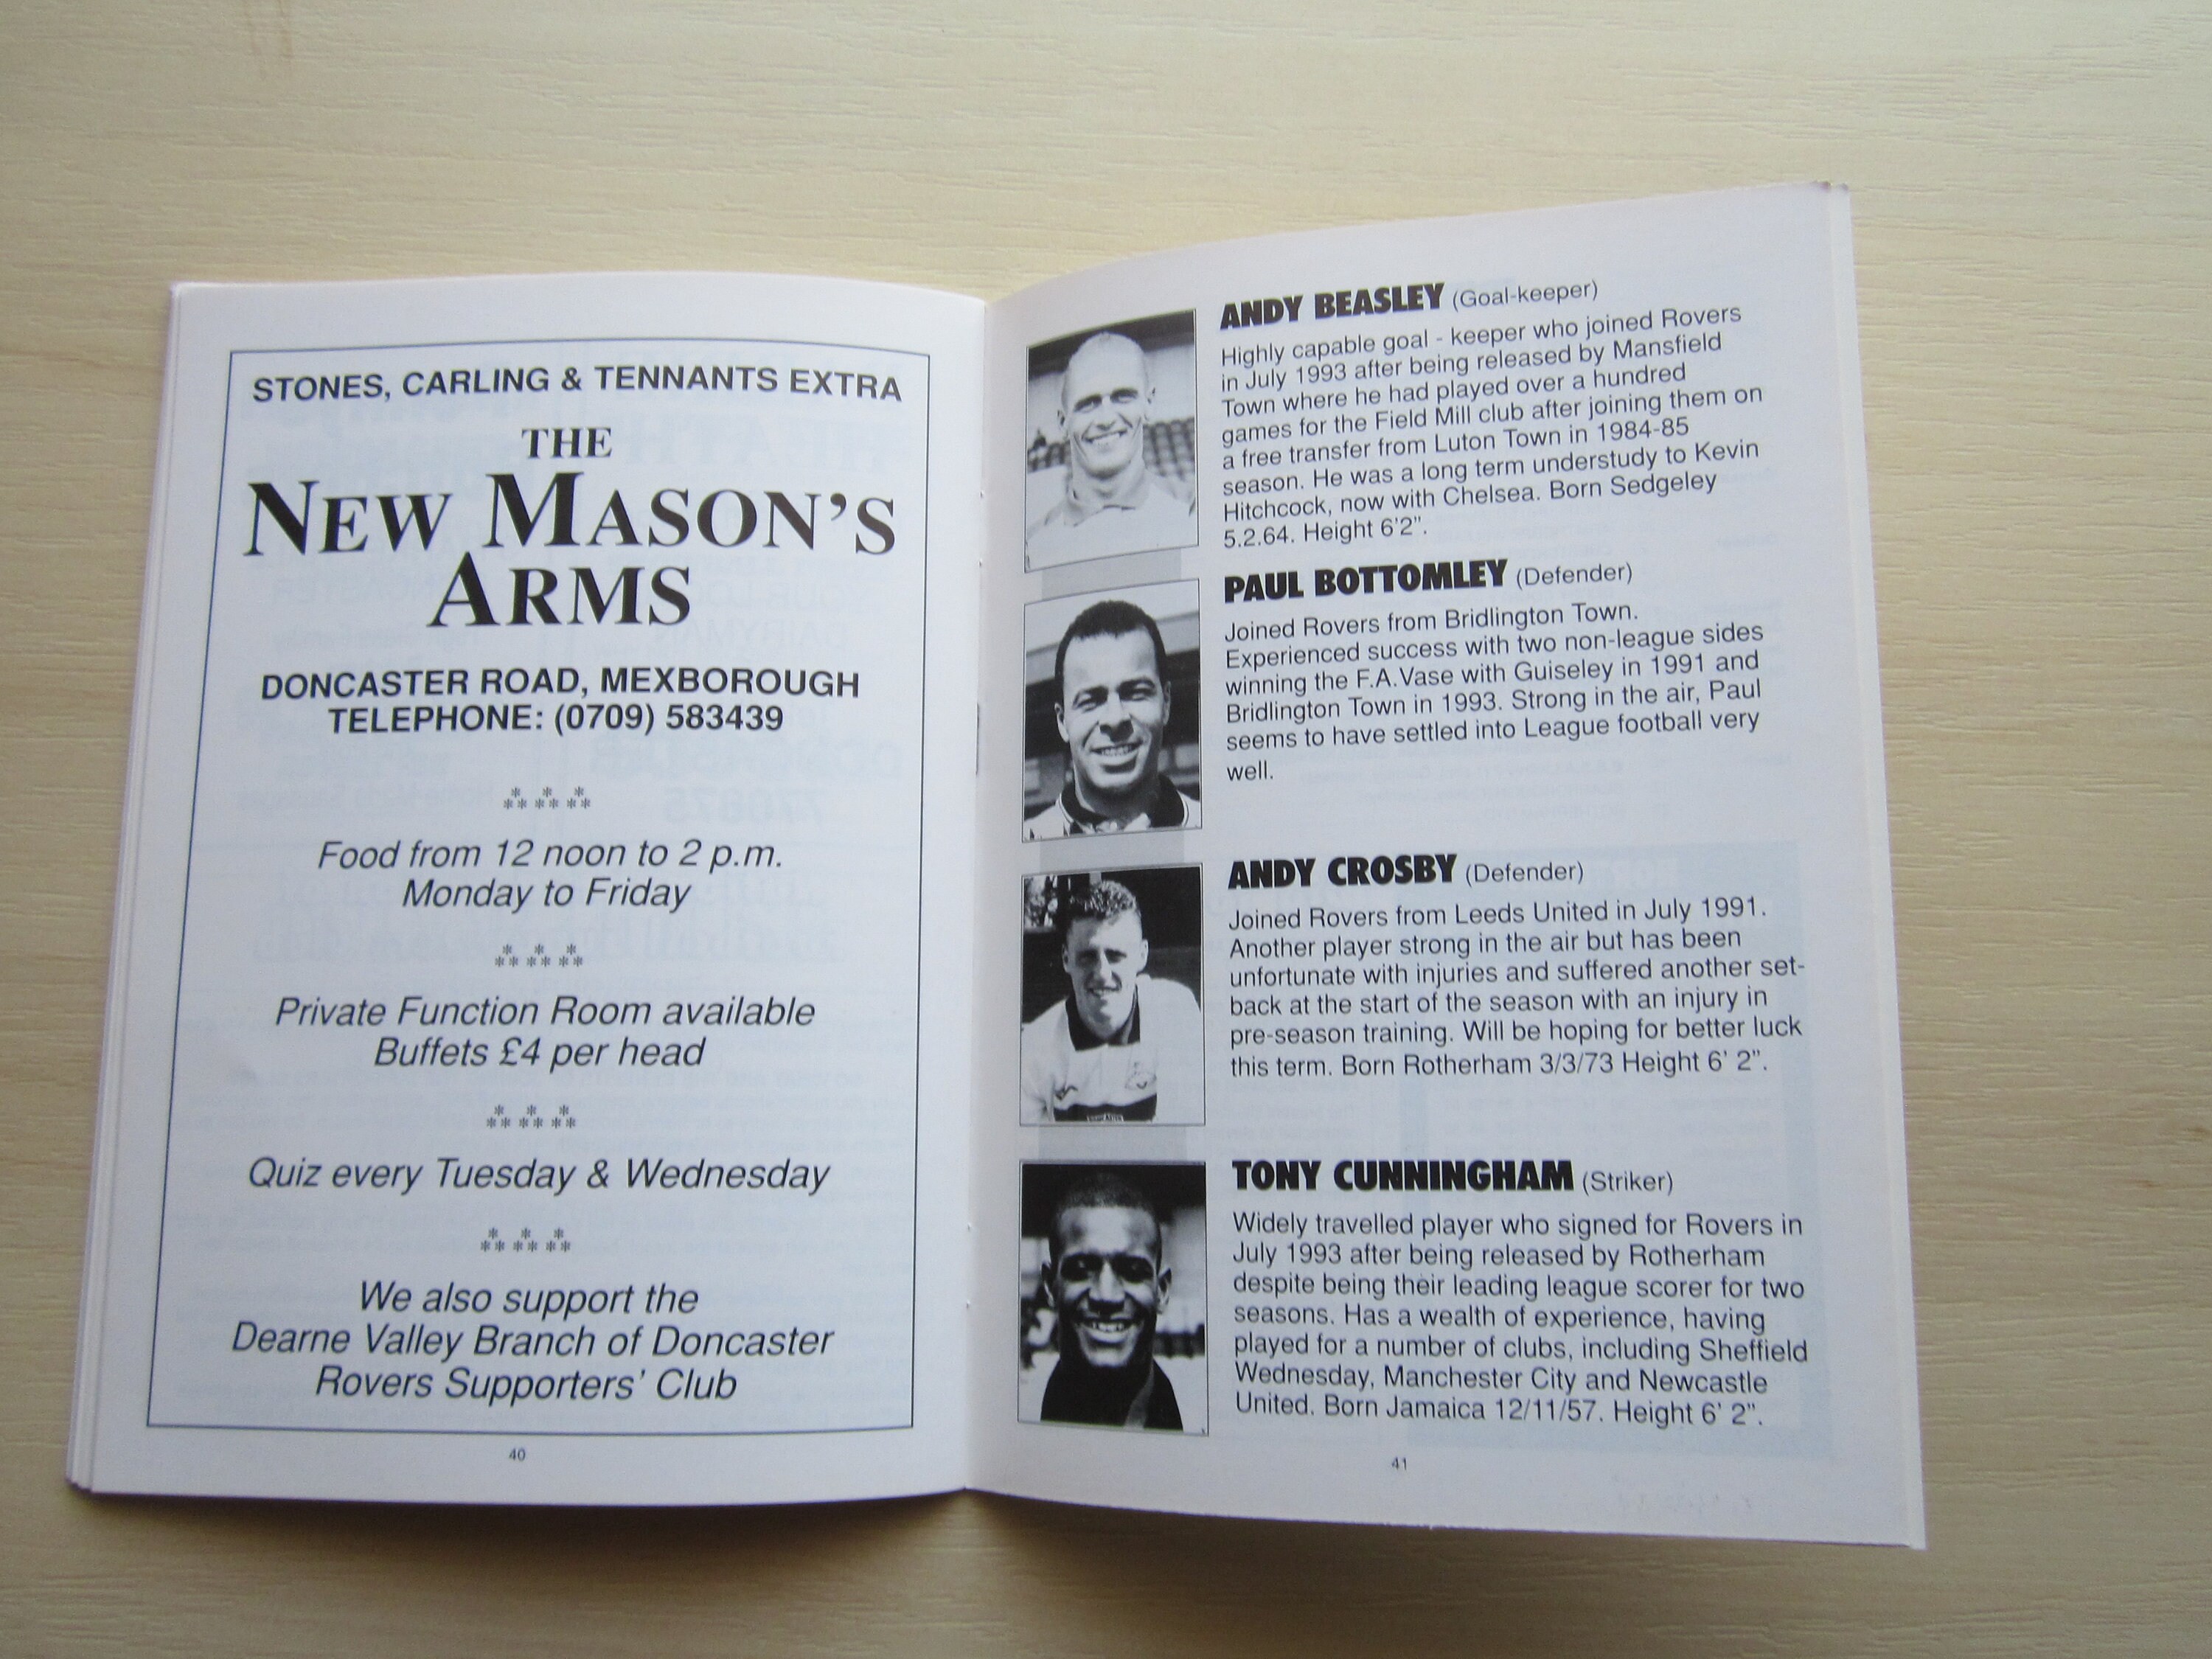 STONES, CARLING & TENNANTS EXTRA
THE
NEW MASON'S
ARMS
DONCASTER ROAD, MEXBOROUGH
TELEPHONE: (0709) 583439
Food from 12 noon to 2 p.m.
Monday to Friday
Private Function Room available
Buffets £4 per head
Quiz every Tuesday & Wednesday
We also support the
Dearne Valley Branch of Doncaster
Rovers Supporters' Club
40
ANDY BEASLEY (Goal-keeper)
Highly capable goal - keeper who joined Rovers
in July 1993 after being released by Mansfield
Town where he had played over a hundred
games for the Field Mill club after joining them on
a free transfer from Luton Town in 1984-85
season. He was a long term understudy to Kevin
Hitchcock, now with Chelsea. Born Sedgeley
5.2.64. Height 6'2".
PAUL BOTTOMLEY (Defender)
Joined Rovers from Bridlington Town.
Experienced success with two non-league sides
winning the F.A.Vase with Guiseley in 1991 and
Bridlington Town in 1993. Strong in the air, Paul
seems to have settled into League football very
well.
ANDY CROSBY (Defender)
Joined Rovers from Leeds United in July 1991.
Another player strong in the air but has been
unfortunate with injuries and suffered another set-
back at the start of the season with an injury in
pre-season training. Will be hoping for better luck
this term. Born Rotherham 3/3/73 Height 6' 2".
TONY CUNNINGHAM (Striker)
Widely travelled player who signed for Rovers in
July 1993 after being released by Rotherham
despite being their leading league scorer for two
seasons. Has a wealth of experience, having
played for a number of clubs, including Sheffield
Wednesday, Manchester City and Newcastle
United. Born Jamaica 12/11/57. Height 6' 2".
41